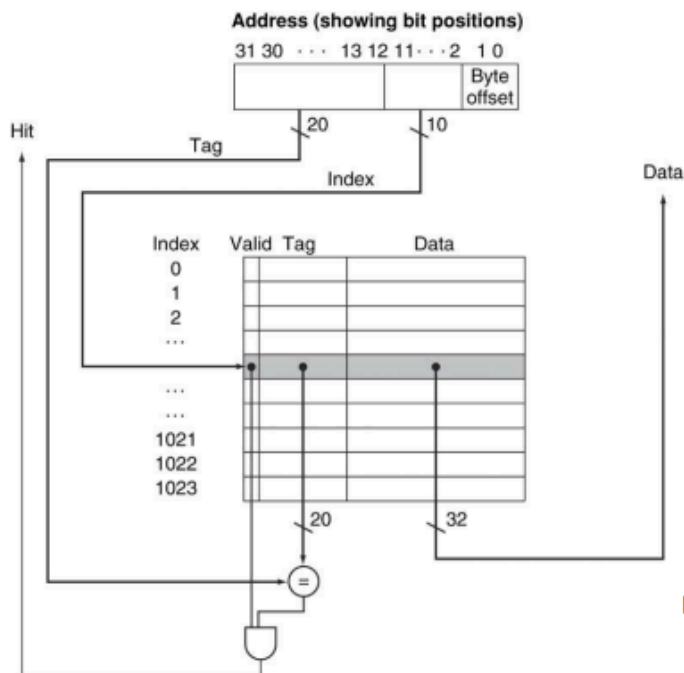 Address (showing bit positions)
31 30 · · · 13 12 11 · · · 2 1 0
Byte
offset
20
10
Hit
Tag
Index
Data
Index Valid Tag Data
0
1
2
· · ·
· · ·
· · ·
1021
1022
1023
20
32
=